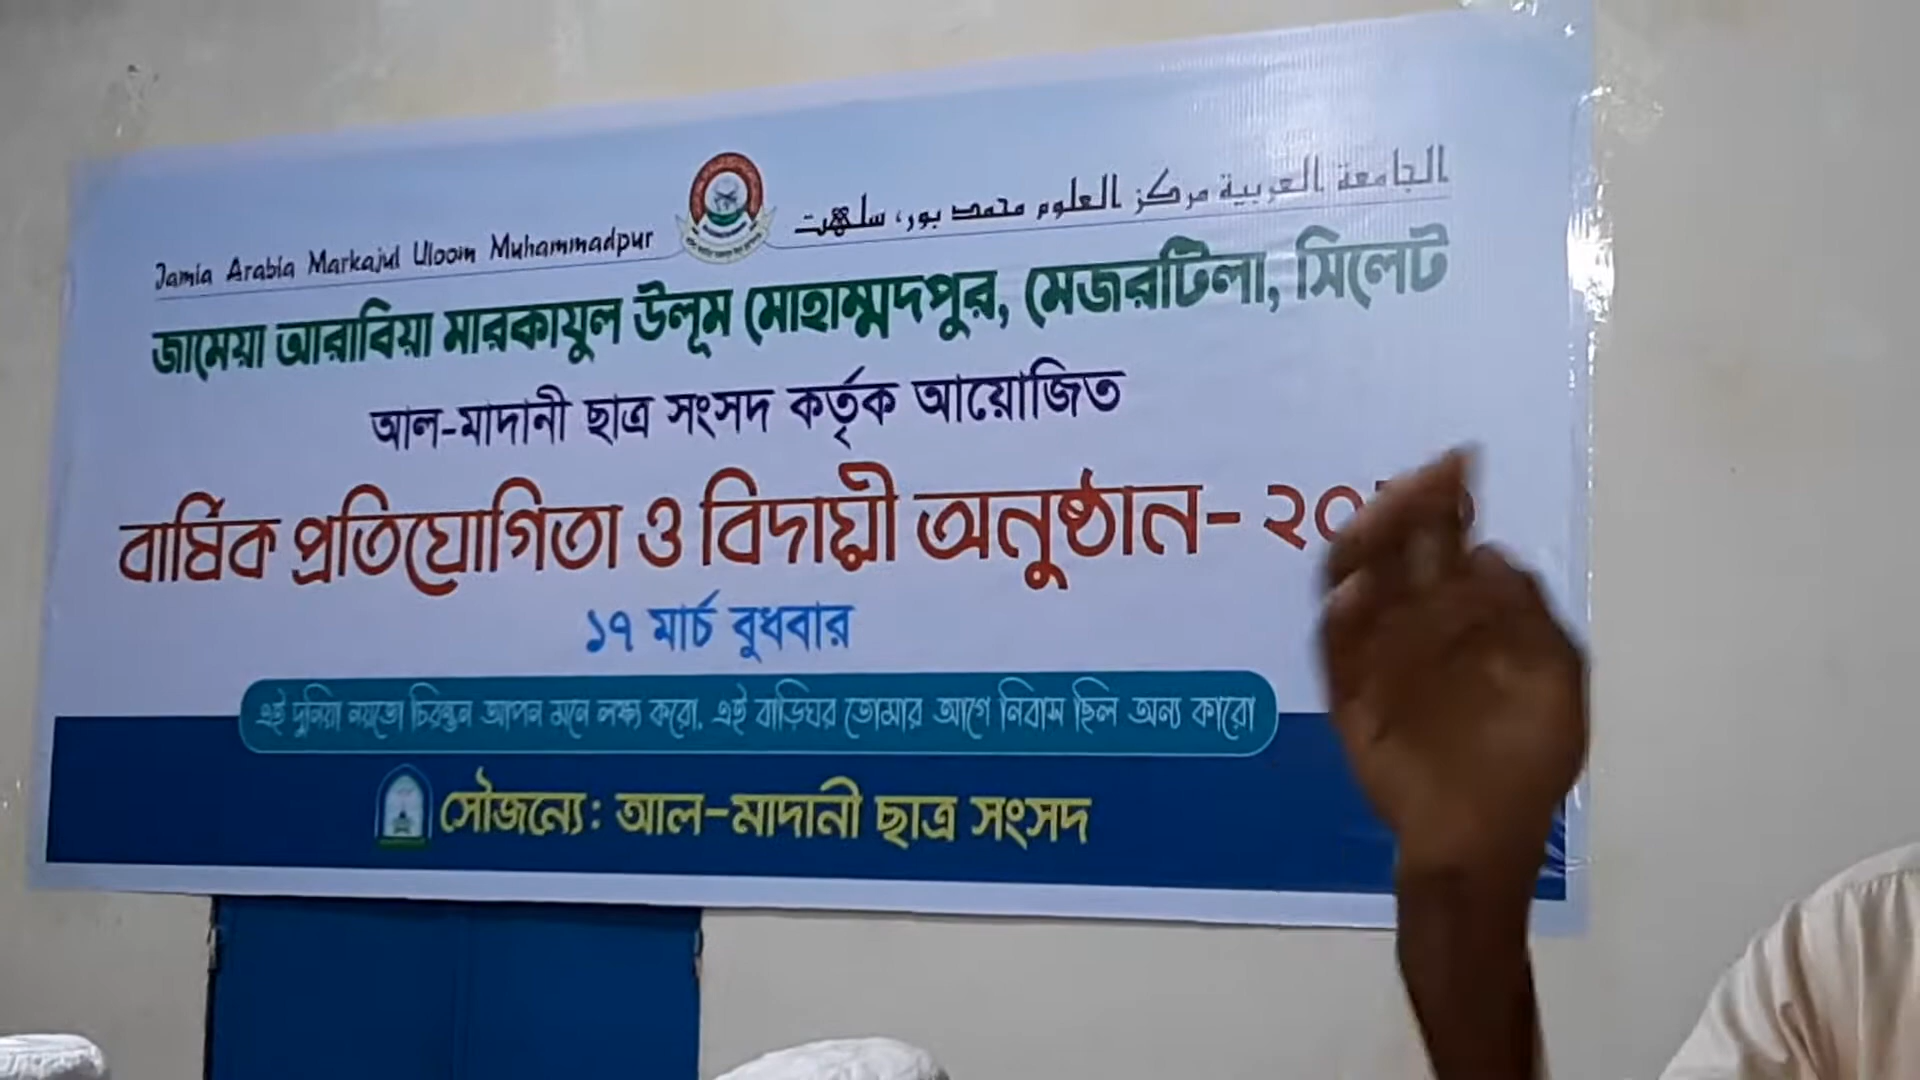 Jamia Arabia Markajul Uloom Muhammadpur
الجامعة العربية مركز العلوم محمد بور، سلهت
জামেয়া আরাবিয়া মারকাযুল উলূম মোহাম্মদপুর, মেজরটিলা, সিলেট
আল-মাদানী ছাত্র সংসদ কর্তৃক আয়োজিত
বার্ষিক প্রতিযোগিতা ও বিদায়ী অনুষ্ঠান-
১৭ মার্চ বুধবার
এই দুনিয়া নয়তো চিরন্তন আপন মনে লক্ষ্য করো, এই বাড়িঘর তোমার আগে নিবাস ছিল অন্য কারো
সৌজন্যে: আল-মাদানী ছাত্র সংসদ